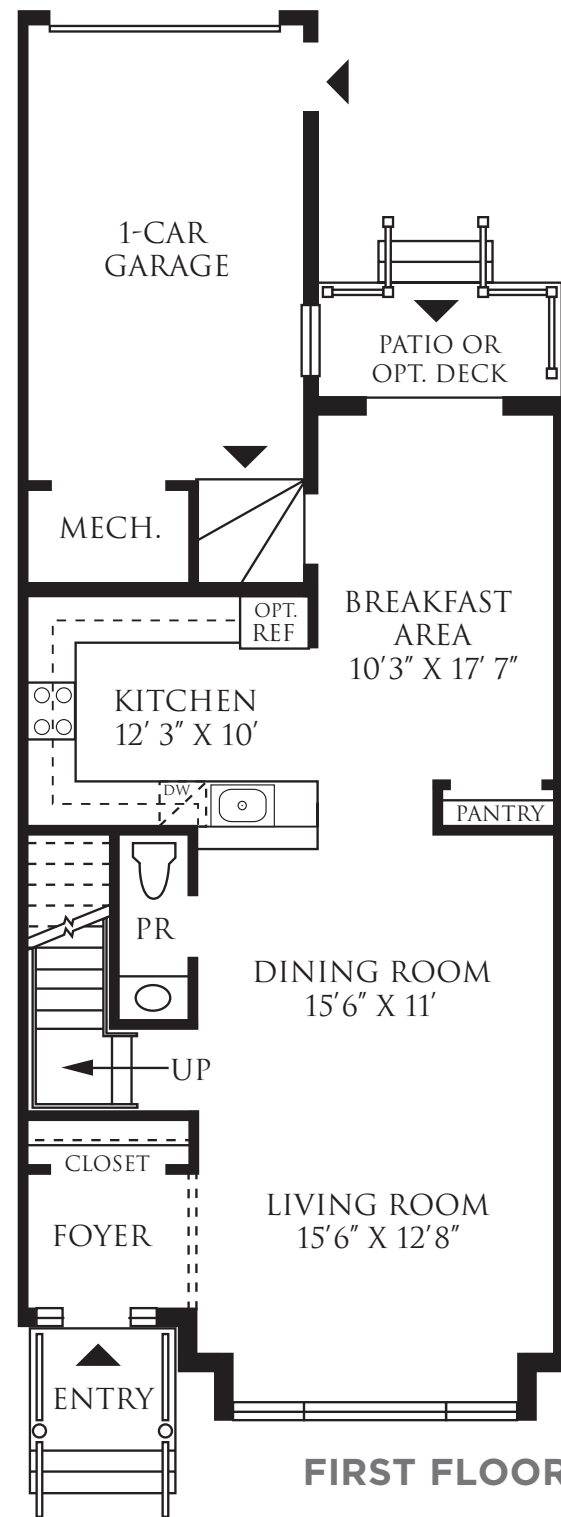 1-CAR
GARAGE
PATIO OR
OPT. DECK
MECH.
OPT.
REF
BREAKFAST
AREA
10'3" X 17' 7"
KITCHEN
12' 3" X 10'
DW
PANTRY
PR
DINING ROOM
15'6" X 11'
UP
CLOSET
FOYER
LIVING ROOM
15'6" X 12'8"
ENTRY
FIRST FLOOR